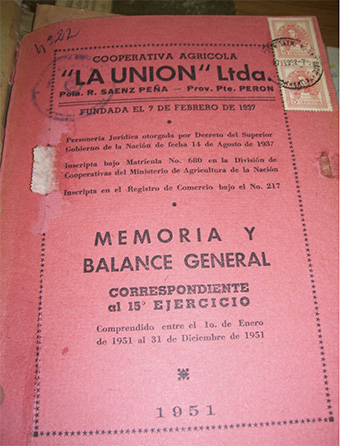 4322
COOPERATIVA AGRICOLA
"LA UNION" Ltda.
Pcia. R. SAENZ PEÑA — Prov. Pte. PERON
FUNDADA EL 7 DE FEBRERO DE 1937
Personería Jurídica otorgada por Decreto del Superior
Gobierno de la Nación de fecha 14 de Agosto de 1937
Inscripta bajo Matrícula No. 680 en la División de
Cooperativas del Ministerio de Agricultura de la Nación
Inscripta en el Registro de Comercio bajo el No. 217
MEMORIA Y
BALANCE GENERAL
CORRESPONDIENTE
al 15º EJERCICIO
Comprendido entre el 1o. de Enero
de 1951 al 31 de Diciembre de 1951
1951